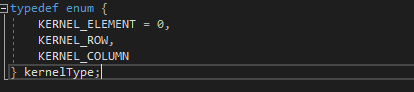 typedef enum {
    KERNEL_ELEMENT = 0,
    KERNEL_ROW,
    KERNEL_COLUMN
} kernelType;